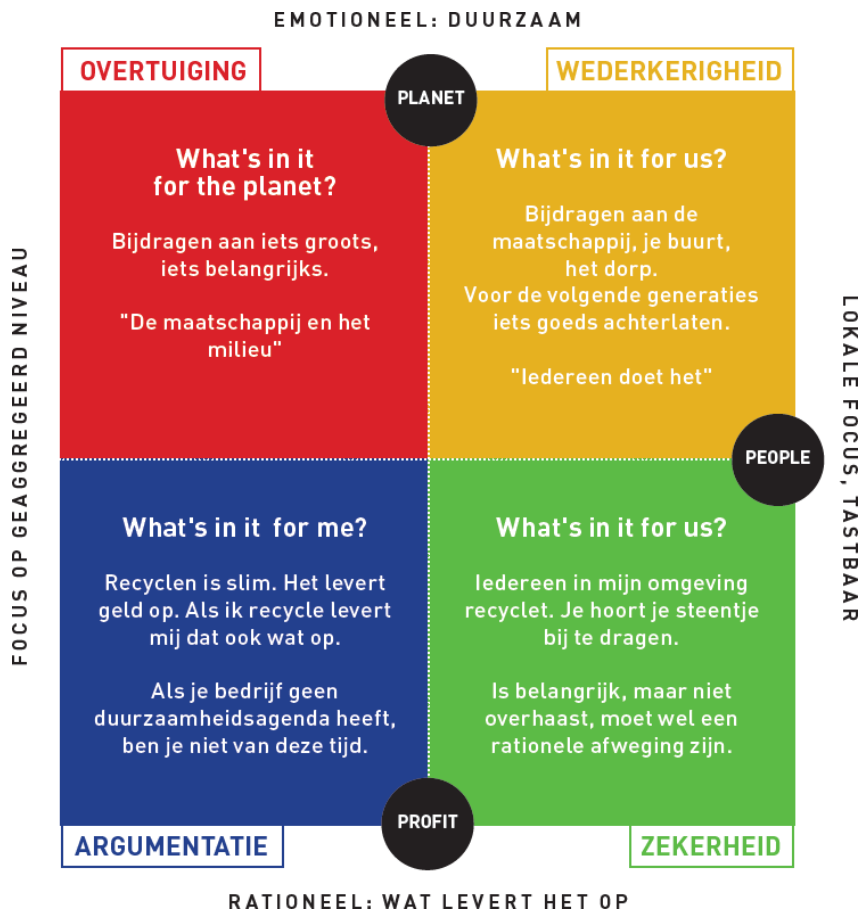 EMOTIONEEL: DUURZAAM
OVERTUIGING
PLANET
WEDERKERIGHEID
What's in it
for the planet?
Bijdragen aan iets groots,
iets belangrijks.
"De maatschappij en het
milieu"
What's in it for us?
Bijdragen aan de
maatschappij, je buurt,
het dorp.
Voor de volgende generaties
iets goeds achterlaten.
"Iedereen doet het"
FOCUS OP GEAGGREGEERD NIVEAU
LOKALE FOCUS, TASTBAAR
PEOPLE
What's in it for me?
Recyclen is slim. Het levert
geld op. Als ik recycle levert
mij dat ook wat op.
Als je bedrijf geen
duurzaamheidsagenda heeft,
ben je niet van deze tijd.
What's in it for us?
Iedereen in mijn omgeving
recyclet. Je hoort je steentje
bij te dragen.
Is belangrijk, maar niet
overhaast, moet wel een
rationele afweging zijn.
PROFIT
ARGUMENTATIE
ZEKERHEID
RATIONEEL: WAT LEVERT HET OP